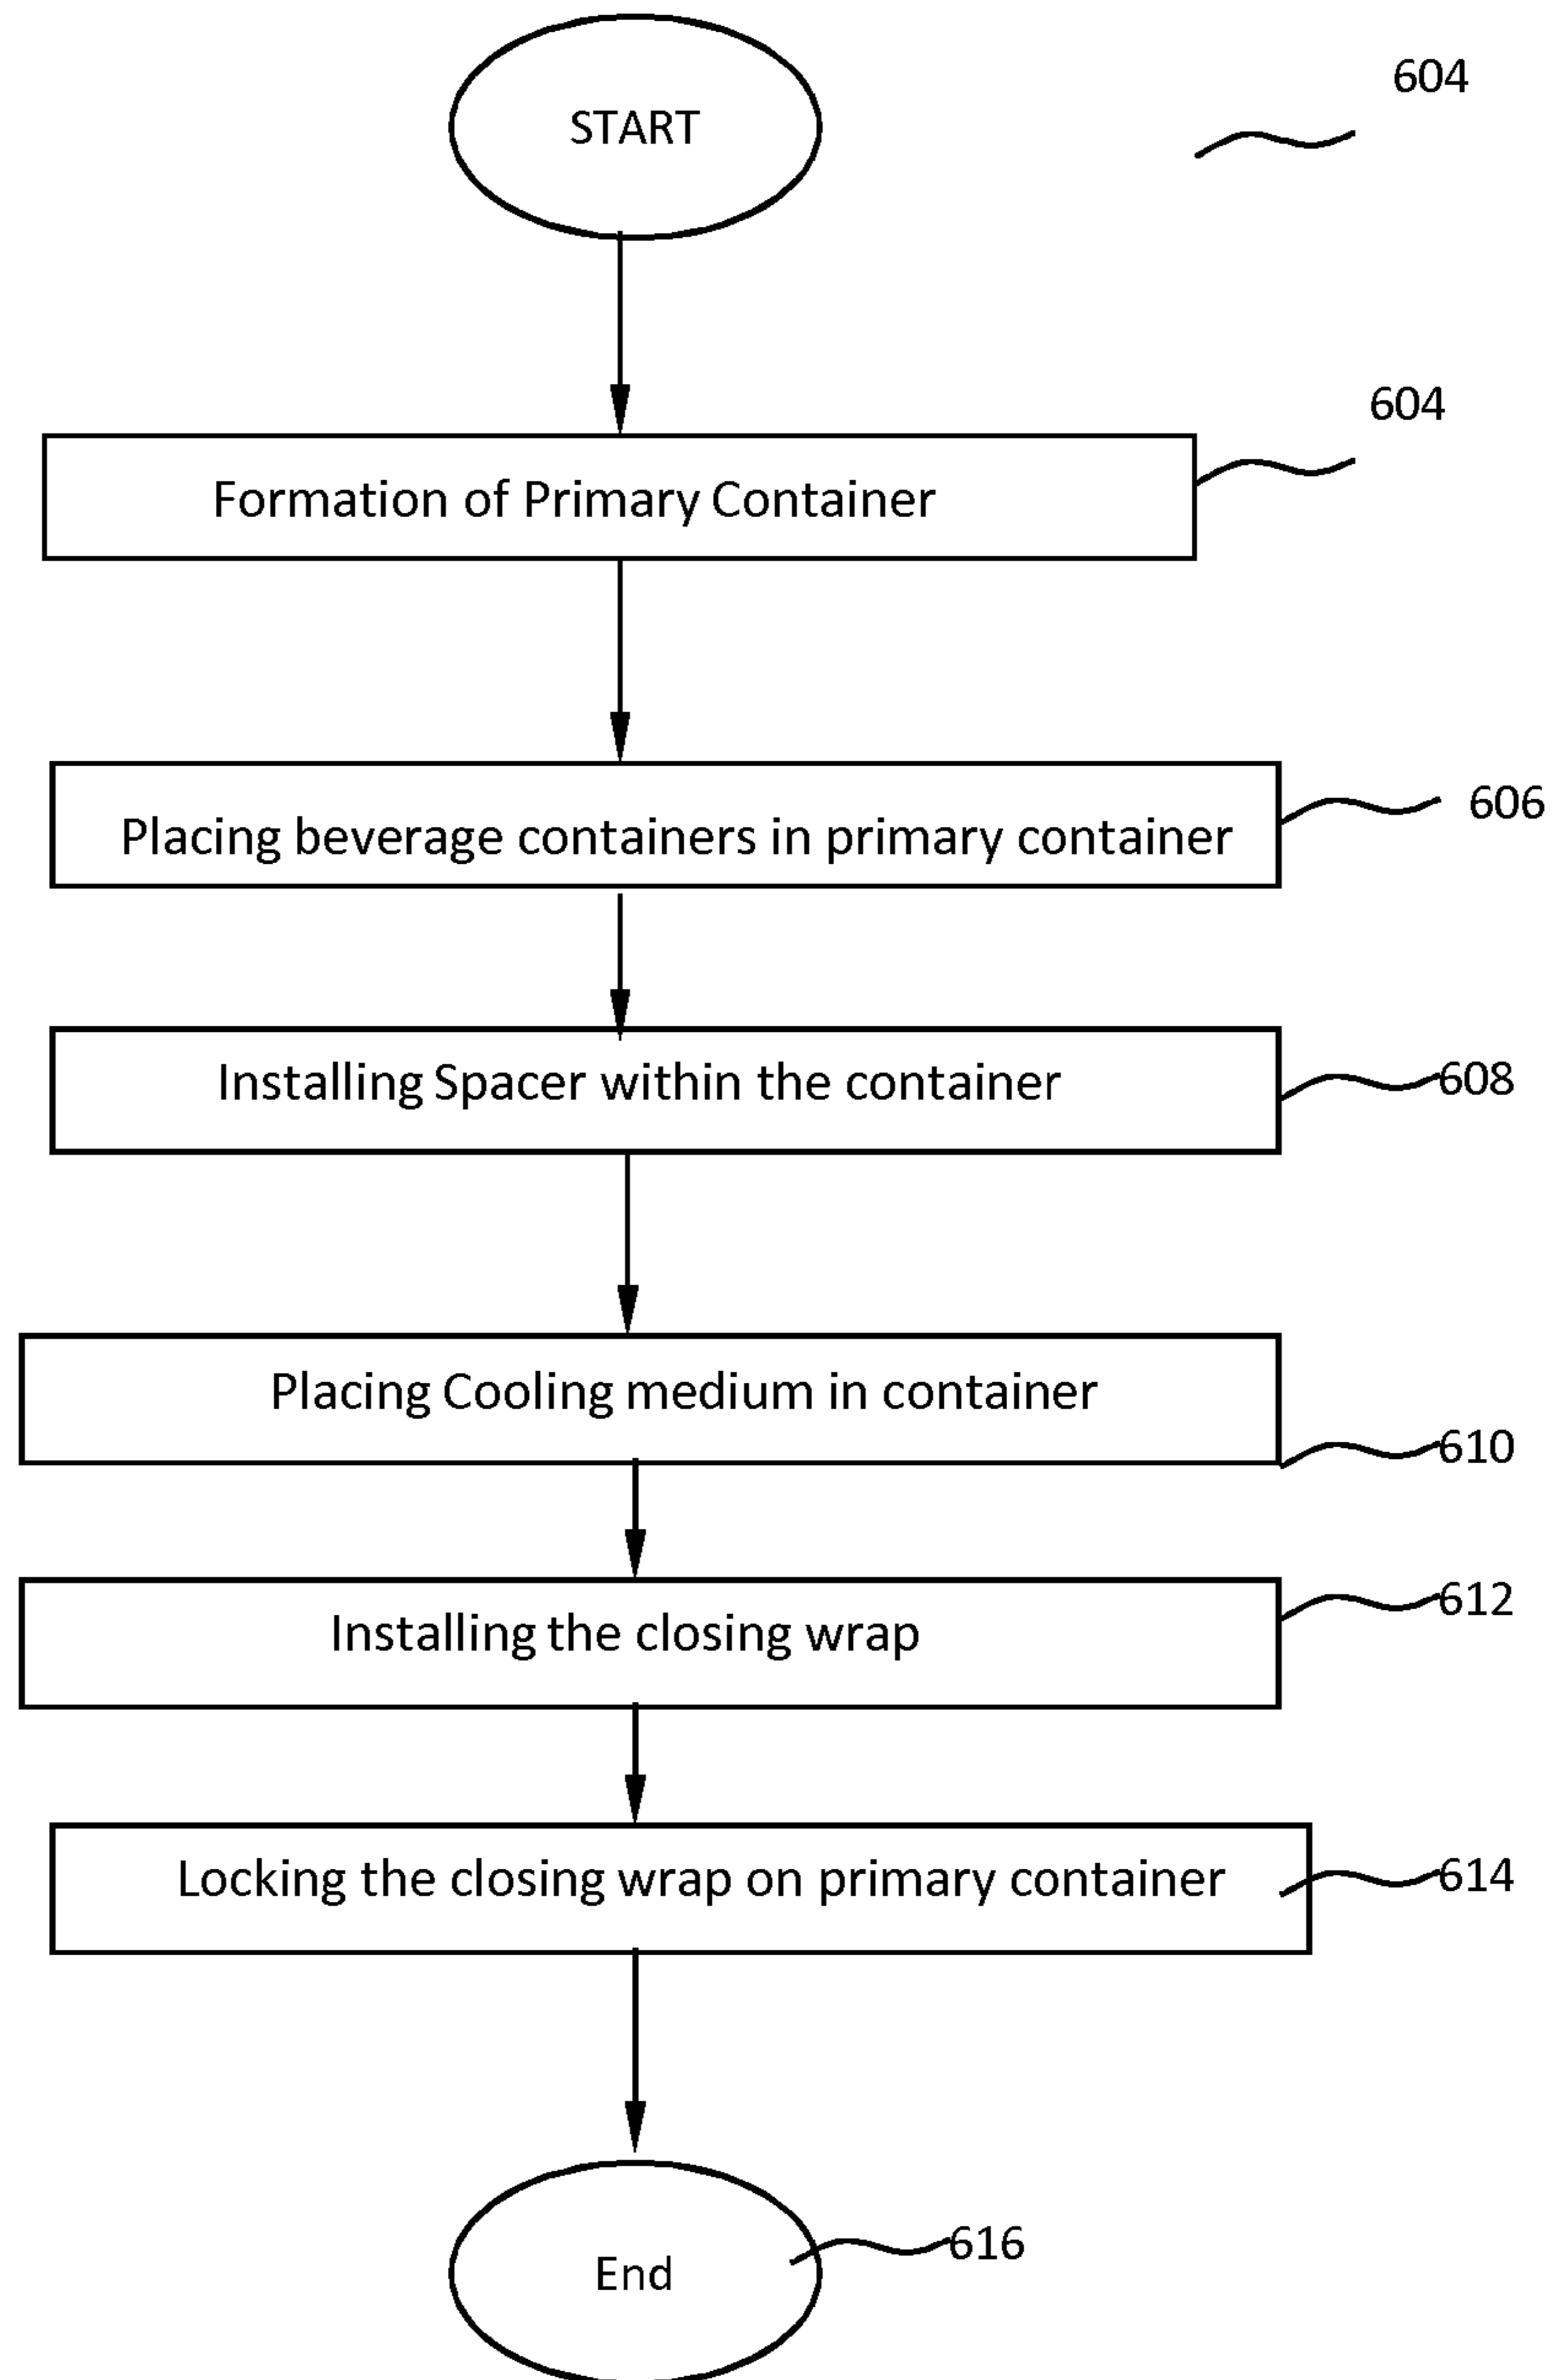 START
604
604
Formation of Primary Container
606
Placing beverage containers in primary container
Installing Spacer within the container
608
Placing Cooling medium in container
610
612
Installing the closing wrap
Locking the closing wrap on primary container
614
616
End